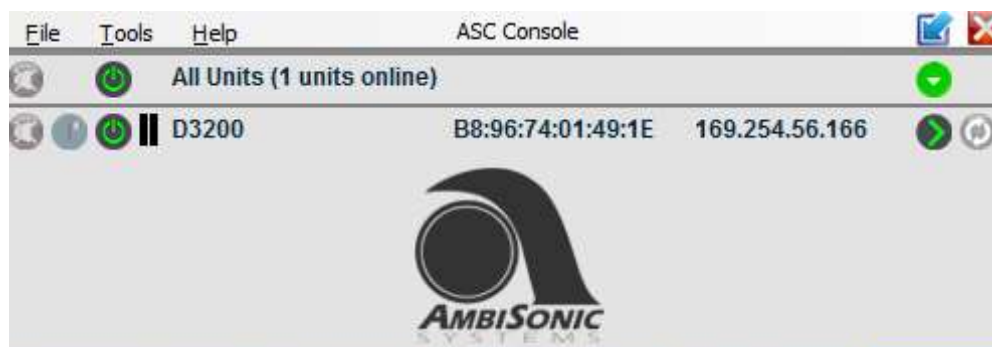 File Tools Help ASC Console
All Units (1 units online)
D3200 B8:96:74:01:49:1E 169.254.56.166
AMBISONIC
SYSTEMS